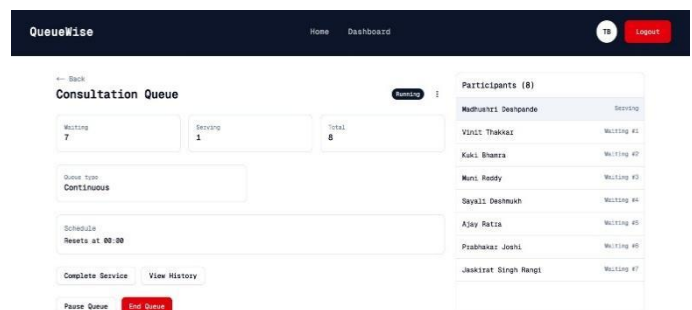 QueueWise
Home Dashboard
TB Logout
← Back
Consultation Queue
Running
Waiting
7
Serving
1
Total
8
Queue type
Continuous
Schedule
Resets at 00:00
Complete Service View History
Pause Queue End Queue
Participants (8)
Madhushri Deshpande Serving
Vinit Thakkar Waiting #1
Kuki Bhamra Waiting #2
Muni Reddy Waiting #3
Sayali Deshmukh Waiting #4
Ajay Ratra Waiting #5
Prabhakar Joshi Waiting #6
Jaskirat Singh Rangi Waiting #7